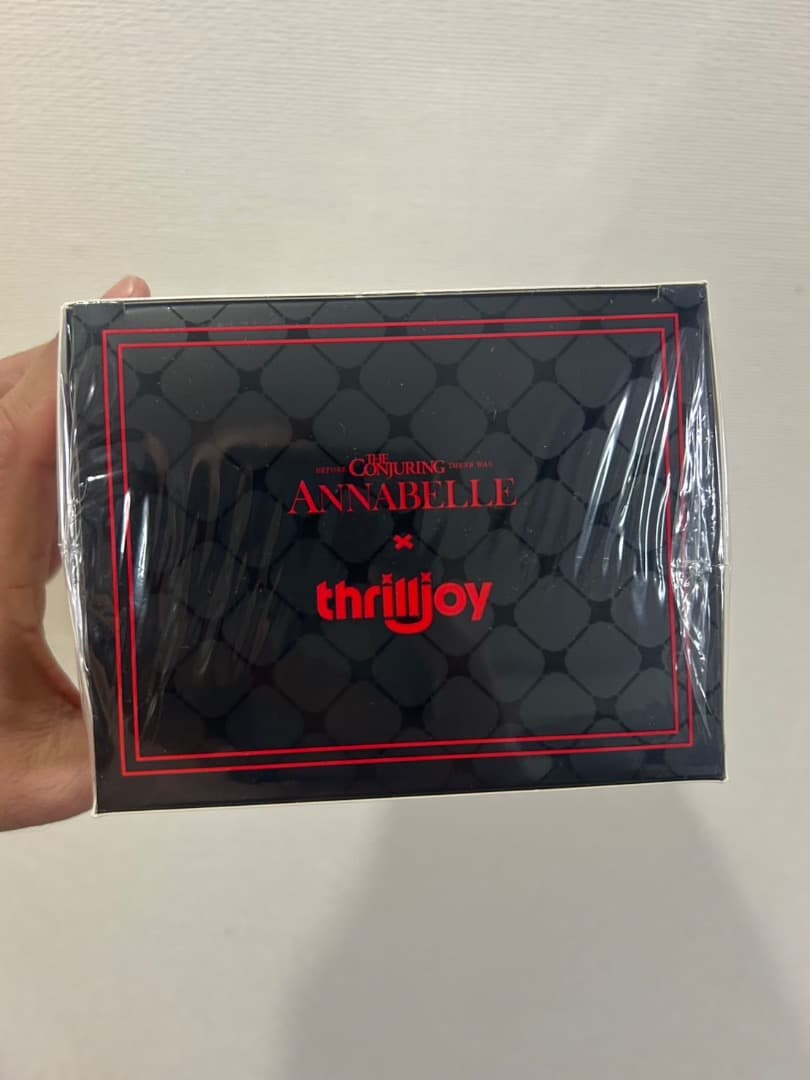 BEFORE THE CONJURING THERE WAS
ANNABELLE
×
thrilljoy